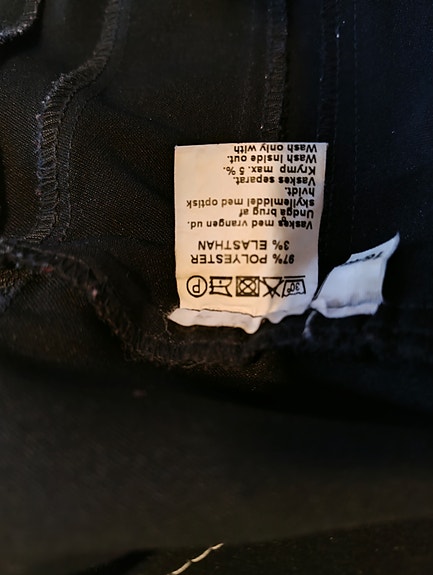 30° P
97% POLYESTER
3% ELASTHAN
Vaskes med vrangen ud.
Undgå brug af
skyllemiddel med optisk
hvidt.
Vaskes separat.
Krymp max. 5 %.
Wash inside out.
Wash only with